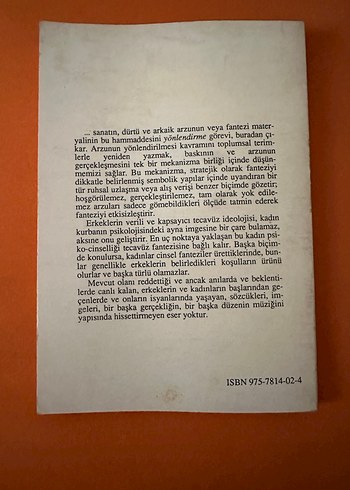 ... sanatın, dürtü ve arkaik arzunun veya fantezi mater-
yalinin bu hammaddesini yönlendirme görevi, buradan çı-
kar. Arzunun yönlendirilmesi kavramını toplumsal terim-
lerle yeniden yazmak, baskının ve arzunun
gerçekleşmesini tek bir mekanizma birliği içinde düşün-
memizi sağlar. Bu mekanizma, stratejik olarak fanteziyi
dikkatle belirlenmiş sembolik yapılar içinde uyandıran bir
tür ruhsal uzlaşma veya alış verişi benzer biçimde gözetir;
hoşgörülemez, gerçekleştirilemez, tam olarak yok edile-
mez arzuları sadece gömebildikleri ölçüde tatmin ederek
fanteziyi etkisizleştirir.
Erkeklerin verili ve kapsayıcı tecavüz ideolojisi, kadın
kurbanın psikolojisindeki ayna imgesine bir çare bulamaz,
aksine onu geliştirir. En uç noktaya yaklaşan bu kadın psi-
ko-cinselliği tecavüz fantezisine bağlı kalır. Başka biçim-
de konulursa, kadınlar cinsel fanteziler ürettiklerinde, bun-
lar genellikle erkeklerin belirledikleri koşulların ürünü
olurlar ve başka türlü olamazlar.
Mevcut olanı reddettiği ve ancak anılarda ve beklenti-
lerde canlı kalan, erkeklerin ve kadınların başlarından ge-
çenlerde ve onların isyanlarında yaşayan, sözcükleri, im-
geleri, bir başka gerçekliğin, bir başka düzenin müziğini
yapısında hissettirmeyen eser yoktur.
ISBN 975-7814-02-4